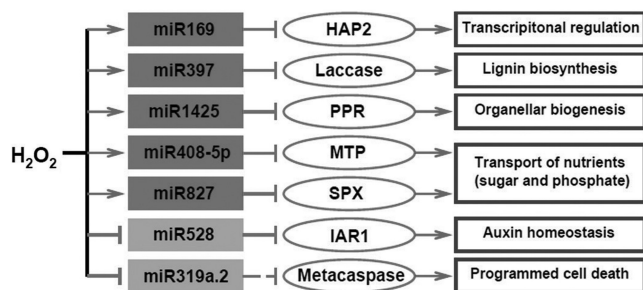 miR169 HAP2 Transcripitonal regulation
miR397 Laccase Lignin biosynthesis
miR1425 PPR Organellar biogenesis
H₂O₂
miR408-5p MTP Transport of nutrients
(sugar and phosphate)
miR827 SPX
miR528 IAR1 Auxin homeostasis
miR319a.2 Metacaspase Programmed cell death